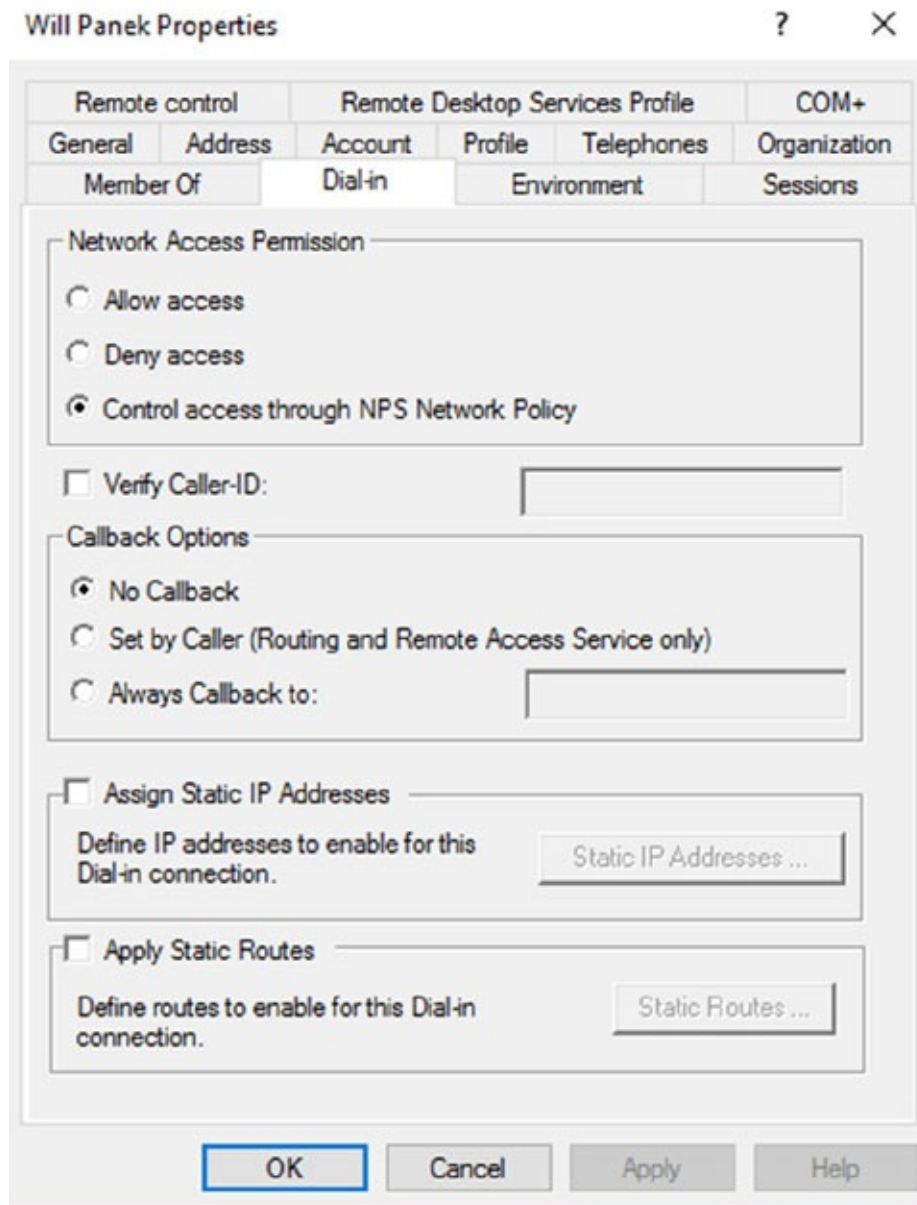 Will Panek Properties ? ×
Remote control Remote Desktop Services Profile COM+
General Address Account Profile Telephones Organization
Member Of Dial-in Environment Sessions
Network Access Permission
Allow access
Deny access
Control access through NPS Network Policy
Verify Caller-ID:
Callback Options
No Callback
Set by Caller (Routing and Remote Access Service only)
Always Callback to:
Assign Static IP Addresses
Define IP addresses to enable for this
Dial-in connection.
Static IP Addresses ...
Apply Static Routes
Define routes to enable for this Dial-in
connection.
Static Routes ...
OK Cancel Apply Help